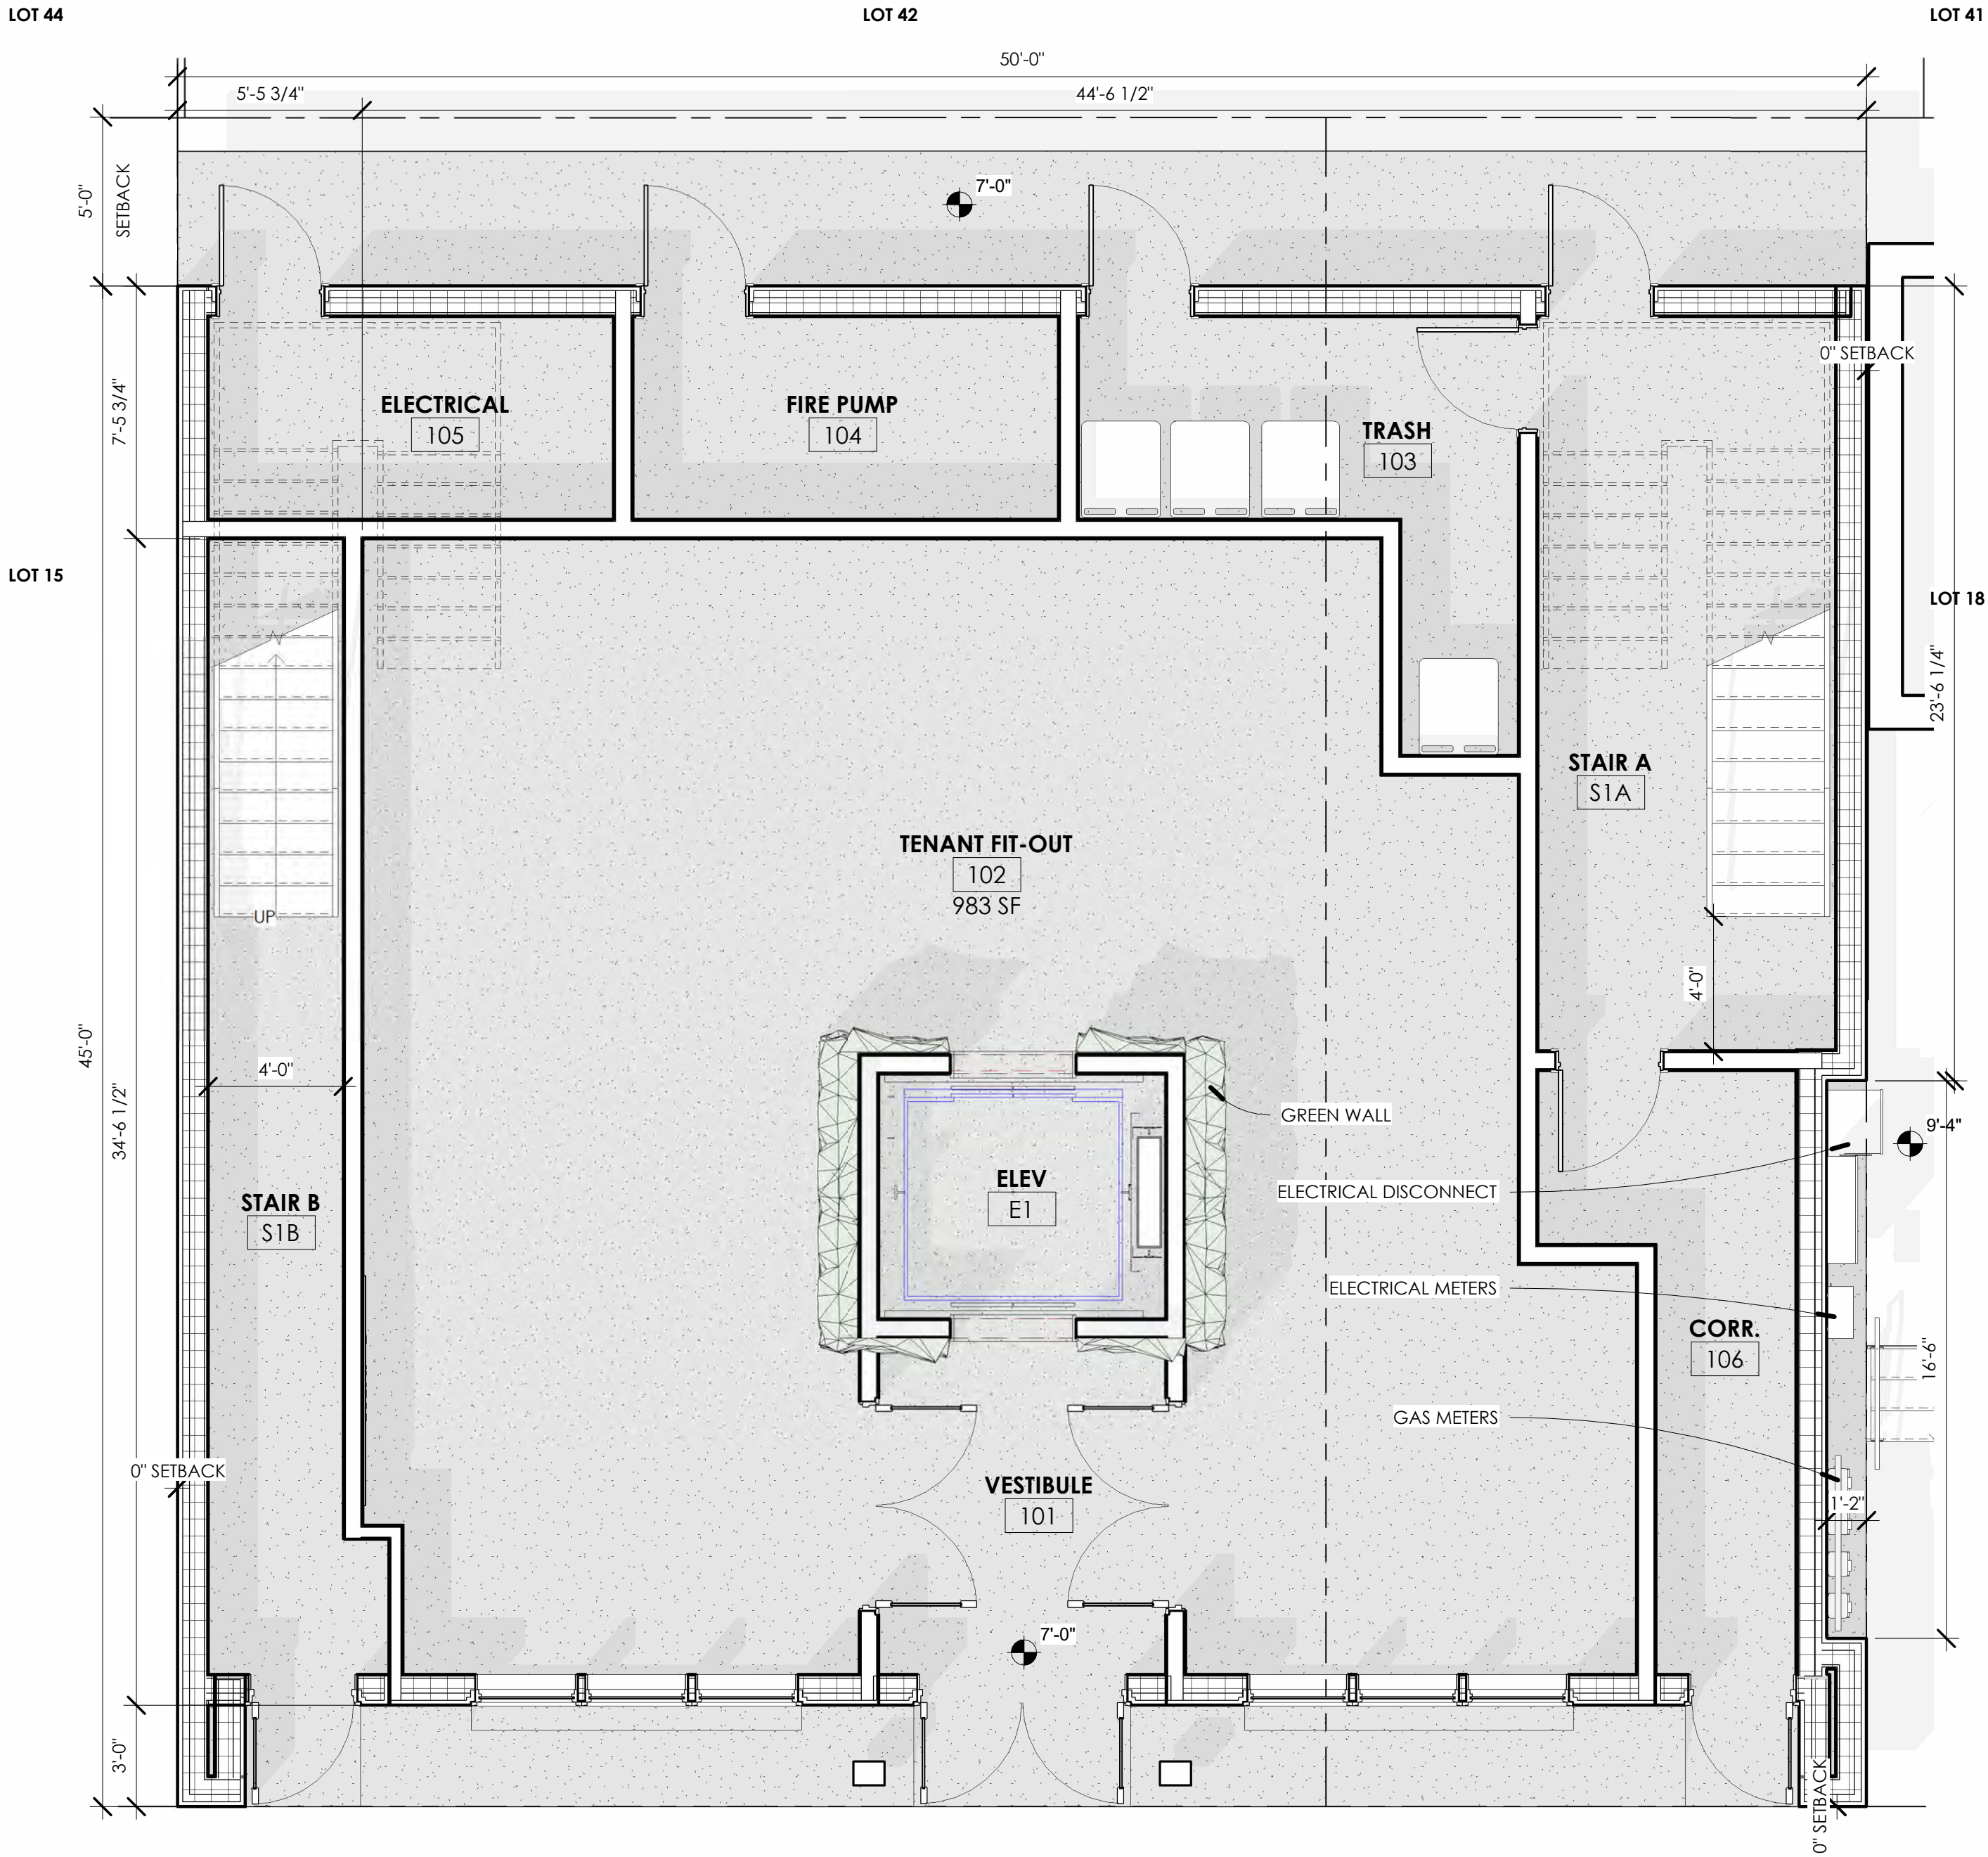 LOT 44
LOT 42
LOT 41
50'-0"
5'-5 3/4"
44'-6 1/2"
5'-0"
SETBACK
7'-0"
0" SETBACK
7'-5 3/4"
ELECTRICAL
105
FIRE PUMP
104
TRASH
103
LOT 15
LOT 18
23'-6 1/4"
STAIR A
S1A
TENANT FIT-OUT
102
983 SF
UP
4'-0"
45'-0"
4'-0"
34'-6 1/2"
GREEN WALL
9'-4"
ELEV
E1
ELECTRICAL DISCONNECT
STAIR B
S1B
ELECTRICAL METERS
CORR.
106
16'-6"
GAS METERS
0" SETBACK
VESTIBULE
101
1'-2"
7'-0"
3'-0"
0" SETBACK